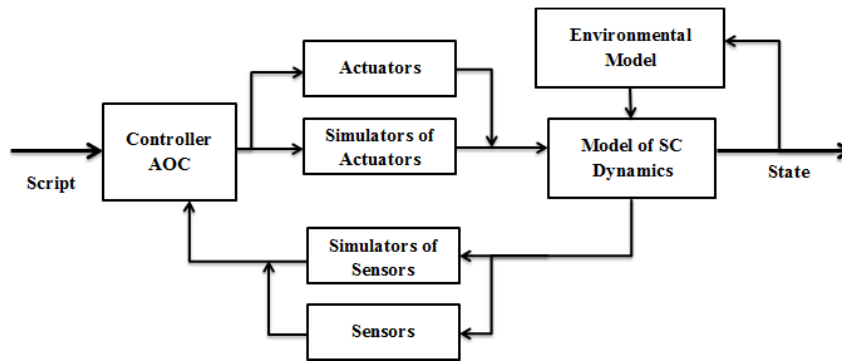 Environmental
Model
Actuators
Controller
AOC
Simulators of
Actuators
Model of SC
Dynamics
Script
State
Simulators of
Sensors
Sensors